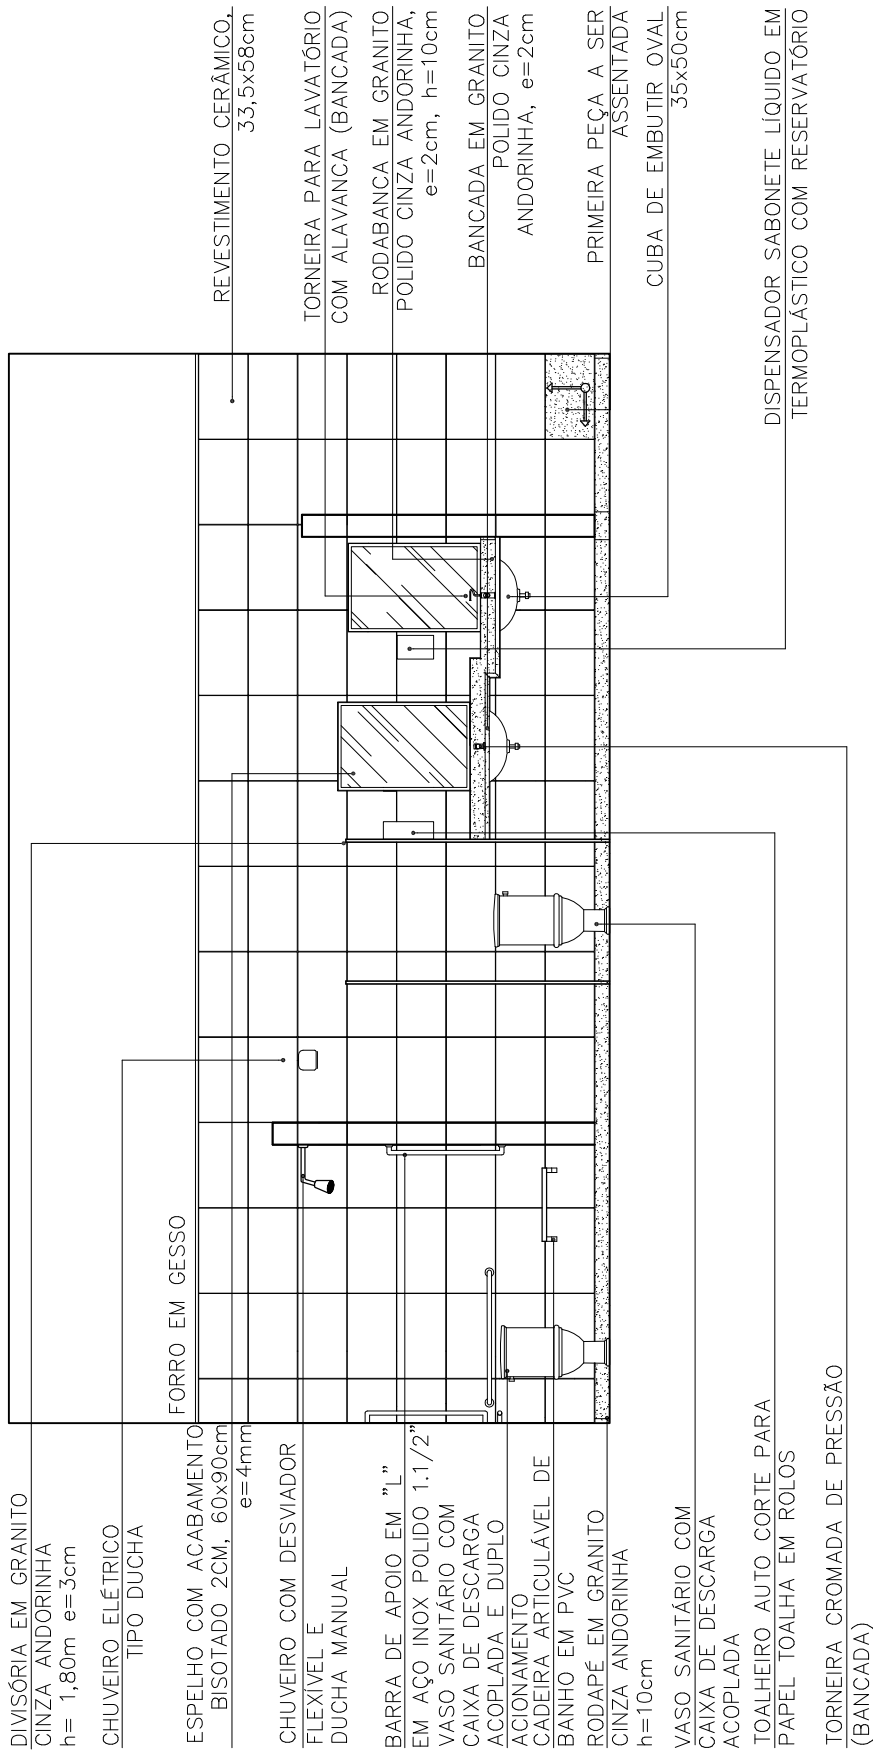 DIVISÓRIA EM GRANITO
CINZA ANDORINHA
h= 1,80m e=3cm
CHUVEIRO ELÉTRICO
TIPO DUCHA
FORRO EM GESSO
ESPELHO COM ACABAMENTO
BISOTADO 2CM, 60x90cm
e=4mm
CHUVEIRO COM DESVIADOR
FLEXÍVEL E
DUCHA MANUAL
BARRA DE APOIO EM "L"
EM AÇO INOX POLIDO 1.1/2"
VASO SANITÁRIO COM
CAIXA DE DESCARGA
ACOPLADA E DUPLO
ACIONAMENTO
CADEIRA ARTICULÁVEL DE
BANHO EM PVC
RODAPÉ EM GRANITO
CINZA ANDORINHA
h=10cm
VASO SANITÁRIO COM
CAIXA DE DESCARGA
ACOPLADA
TOALHEIRO AUTO CORTE PARA
PAPEL TOALHA EM ROLOS
TORNEIRA CROMADA DE PRESSÃO
(BANCADA)
REVESTIMENTO CERÂMICO,
33,5x58cm
TORNEIRA PARA LAVATÓRIO
COM ALAVANCA (BANCADA)
RODABANCA EM GRANITO
POLIDO CINZA ANDORINHA,
e=2cm, h=10cm
BANCADA EM GRANITO
POLIDO CINZA
ANDORINHA, e=2cm
PRIMEIRA PEÇA A SER
ASSENTADA
CUBA DE EMBUTIR OVAL
35x50cm
DISPENSADOR SABONETE LÍQUIDO EM
TERMOPLÁSTICO COM RESERVATÓRIO